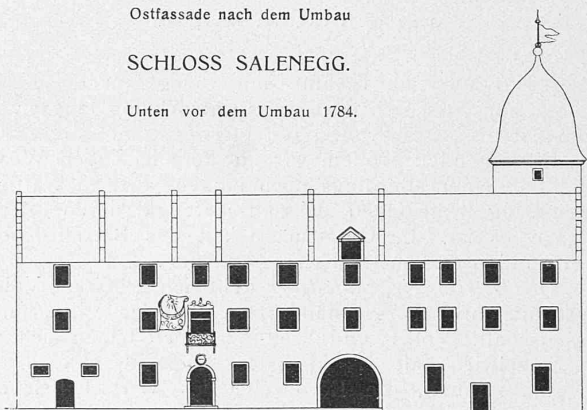 Ostfassade nach dem Umbau
SCHLOSS SALENEGG.
Unten vor dem Umbau 1784.